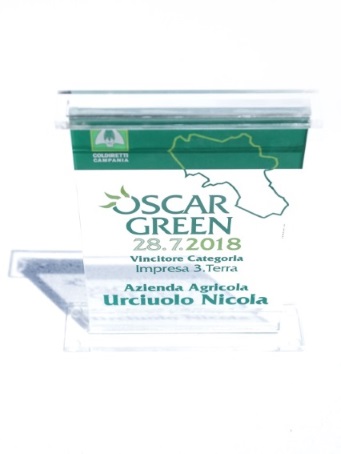 COLDIRETTI
CAMPANIA
OSCAR
GREEN
28.7.2018
Vincitore Categoria
Impresa 3.Terra
Azienda Agricola
Urciuolo Nicola